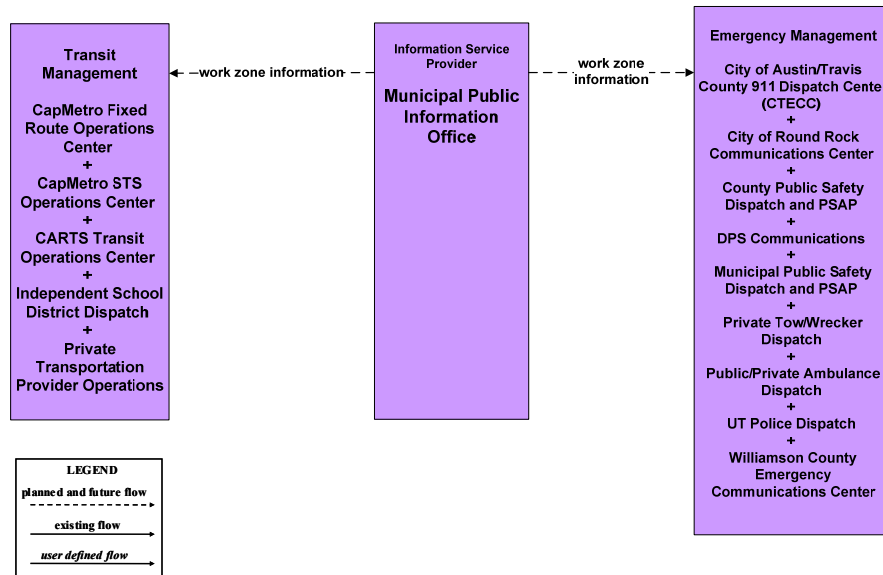 Transit
Management
CapMetro Fixed
Route Operations
Center
+
CapMetro STS
Operations Center
+
CARTS Transit
Operations Center
+
Independent School
District Dispatch
+
Private
Transportation
Provider Operations
work zone information
Information Service
Provider
Municipal Public
Information
Office
work zone
information
Emergency Management
City of Austin/Travis
County 911 Dispatch Cente
(CTECC)
+
City of Round Rock
Communications Center
+
County Public Safety
Dispatch and PSAP
+
DPS Communications
+
Municipal Public Safety
Dispatch and PSAP
+
Private Tow/Wrecker
Dispatch
+
Public/Private Ambulance
Dispatch
+
UT Police Dispatch
+
Williamson County
Emergency
Communications Center
LEGEND
planned and future flow
existing flow
user defined flow